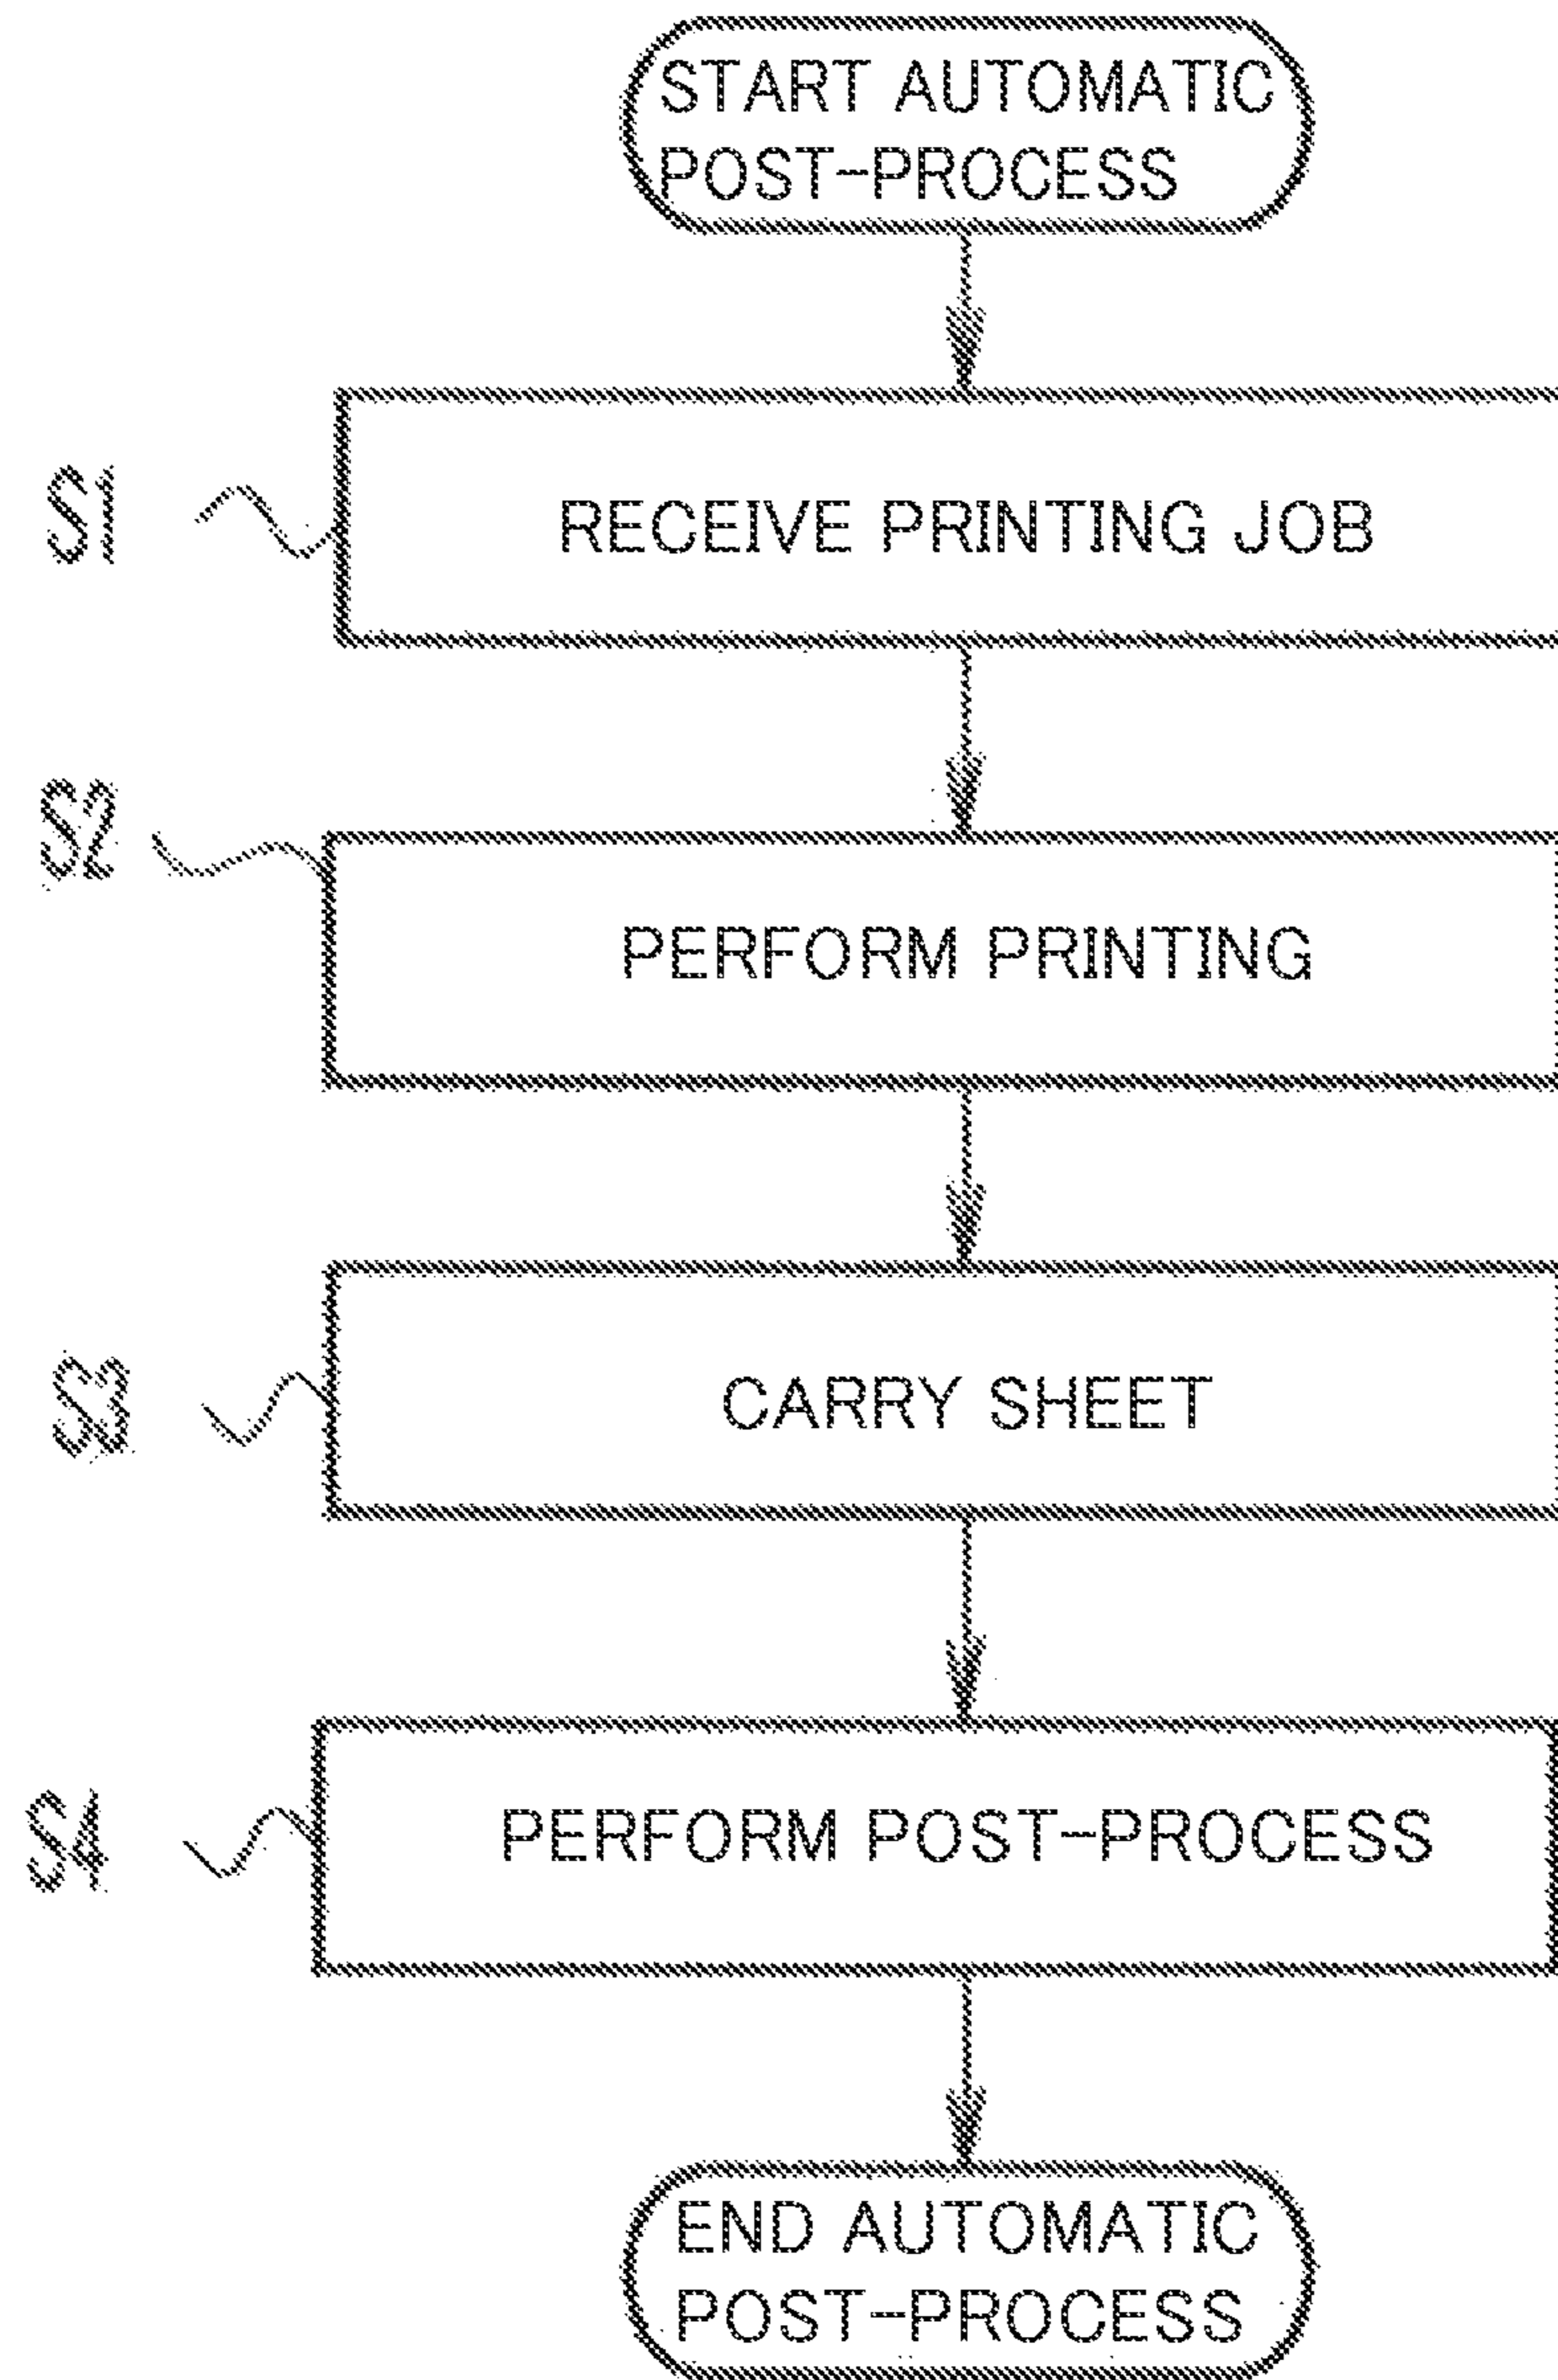 START AUTOMATIC
POST-PROCESS
S1
RECEIVE PRINTING JOB
S2
PERFORM PRINTING
S3
CARRY SHEET
S4
PERFORM POST-PROCESS
END AUTOMATIC
POST-PROCESS